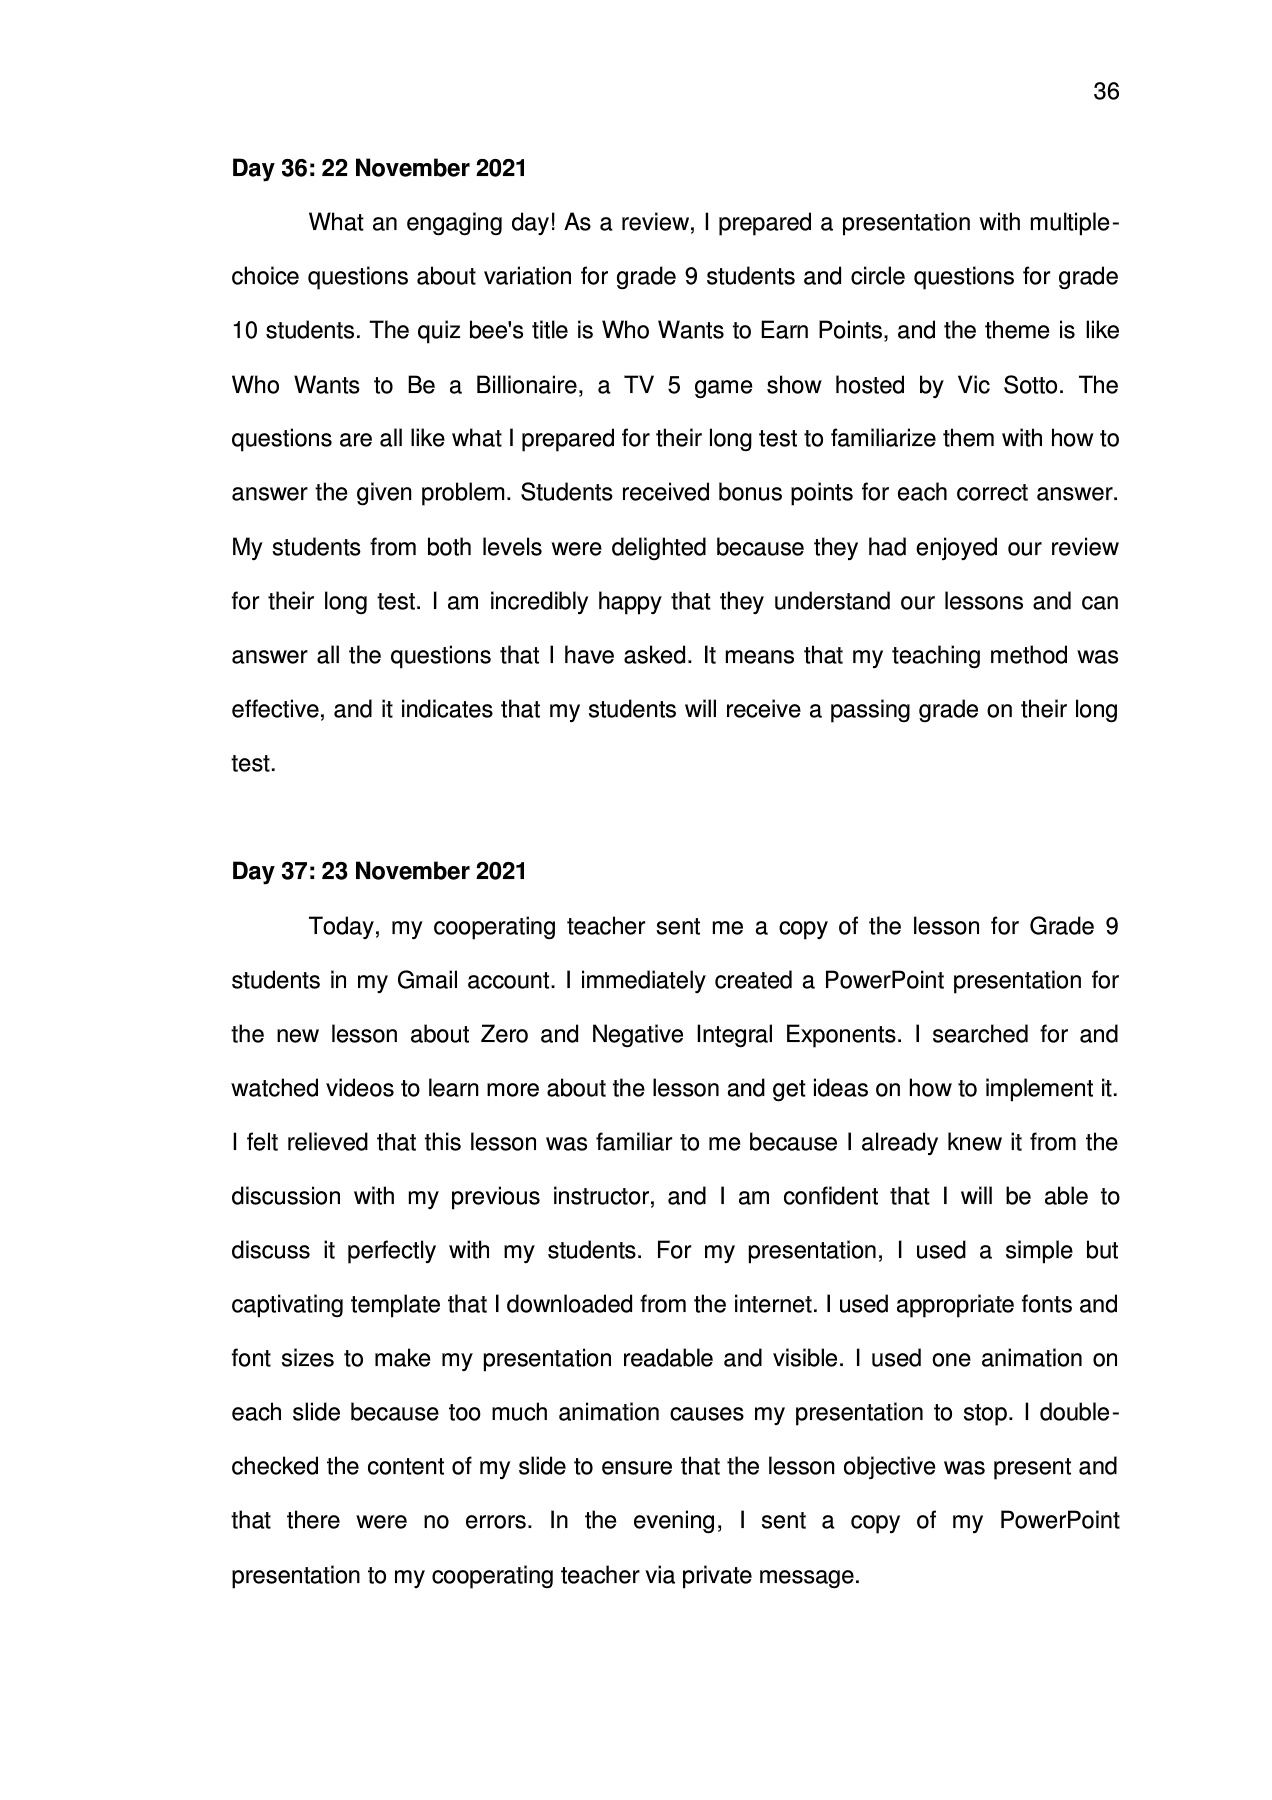 36
Day 36: 22 November 2021
What an engaging day! As a review, I prepared a presentation with multiple-
choice questions about variation for grade 9 students and circle questions for grade
10 students. The quiz bee's title is Who Wants to Earn Points, and the theme is like
Who Wants to Be a Billionaire, a TV 5 game show hosted by Vic Sotto. The
questions are all like what I prepared for their long test to familiarize them with how to
answer the given problem. Students received bonus points for each correct answer.
My students from both levels were delighted because they had enjoyed our review
for their long test. I am incredibly happy that they understand our lessons and can
answer all the questions that I have asked. It means that my teaching method was
effective, and it indicates that my students will receive a passing grade on their long
test.
Day 37: 23 November 2021
Today, my cooperating teacher sent me a copy of the lesson for Grade 9
students in my Gmail account. I immediately created a PowerPoint presentation for
the new lesson about Zero and Negative Integral Exponents. I searched for and
watched videos to learn more about the lesson and get ideas on how to implement it.
I felt relieved that this lesson was familiar to me because I already knew it from the
discussion with my previous instructor, and I am confident that I will be able to
discuss it perfectly with my students. For my presentation, I used a simple but
captivating template that I downloaded from the internet. I used appropriate fonts and
font sizes to make my presentation readable and visible. I used one animation on
each slide because too much animation causes my presentation to stop. I double-
checked the content of my slide to ensure that the lesson objective was present and
that there were no errors. In the evening, I sent a copy of my PowerPoint
presentation to my cooperating teacher via private message.